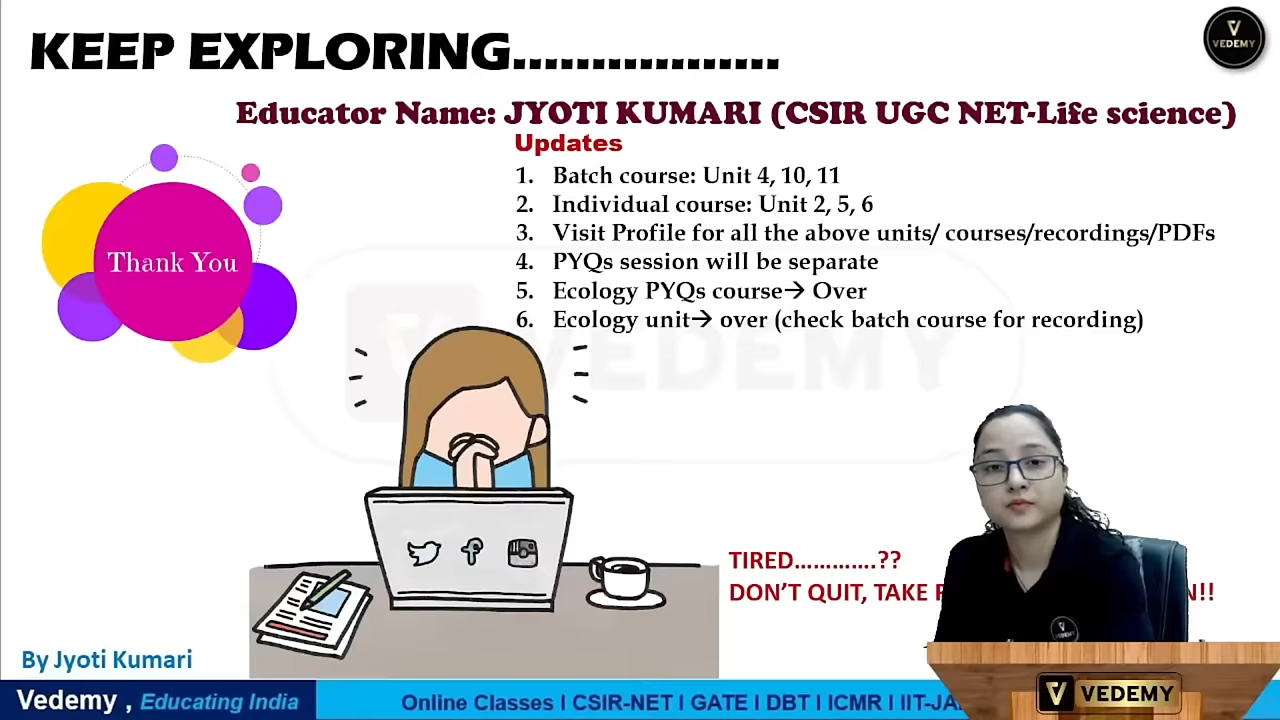 KEEP EXPLORING.................
VEDEMY
Educator Name: JYOTI KUMARI (CSIR UGC NET-Life science)
Updates
1. Batch course: Unit 4, 10, 11
2. Individual course: Unit 2, 5, 6
3. Visit Profile for all the above units/ courses/recordings/PDFs
4. PYQs session will be separate
5. Ecology PYQs course→ Over
6. Ecology unit→ over (check batch course for recording)
Thank You
VEDEMY
TIRED………….??
DON'T QUIT, TAKE
VEDEMY
By Jyoti Kumari
VEDEMY
Vedemy , Educating India
Online Classes I CSIR-NET I GATE I DBT I ICMR I IIT-JA